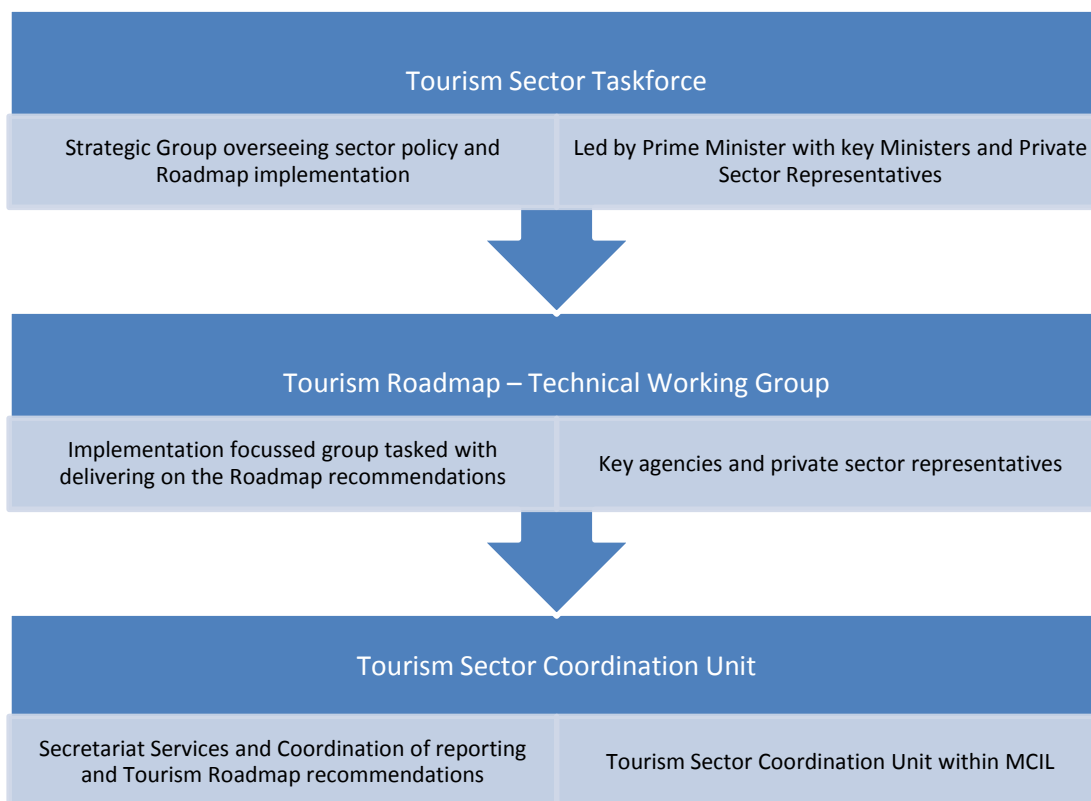 Tourism Sector Taskforce
Strategic Group overseeing sector policy and
Roadmap implementation
Led by Prime Minister with key Ministers and Private
Sector Representatives
Tourism Roadmap – Technical Working Group
Implementation focussed group tasked with
delivering on the Roadmap recommendations
Key agencies and private sector representatives
Tourism Sector Coordination Unit
Secretariat Services and Coordination of reporting
and Tourism Roadmap recommendations
Tourism Sector Coordination Unit within MCIL